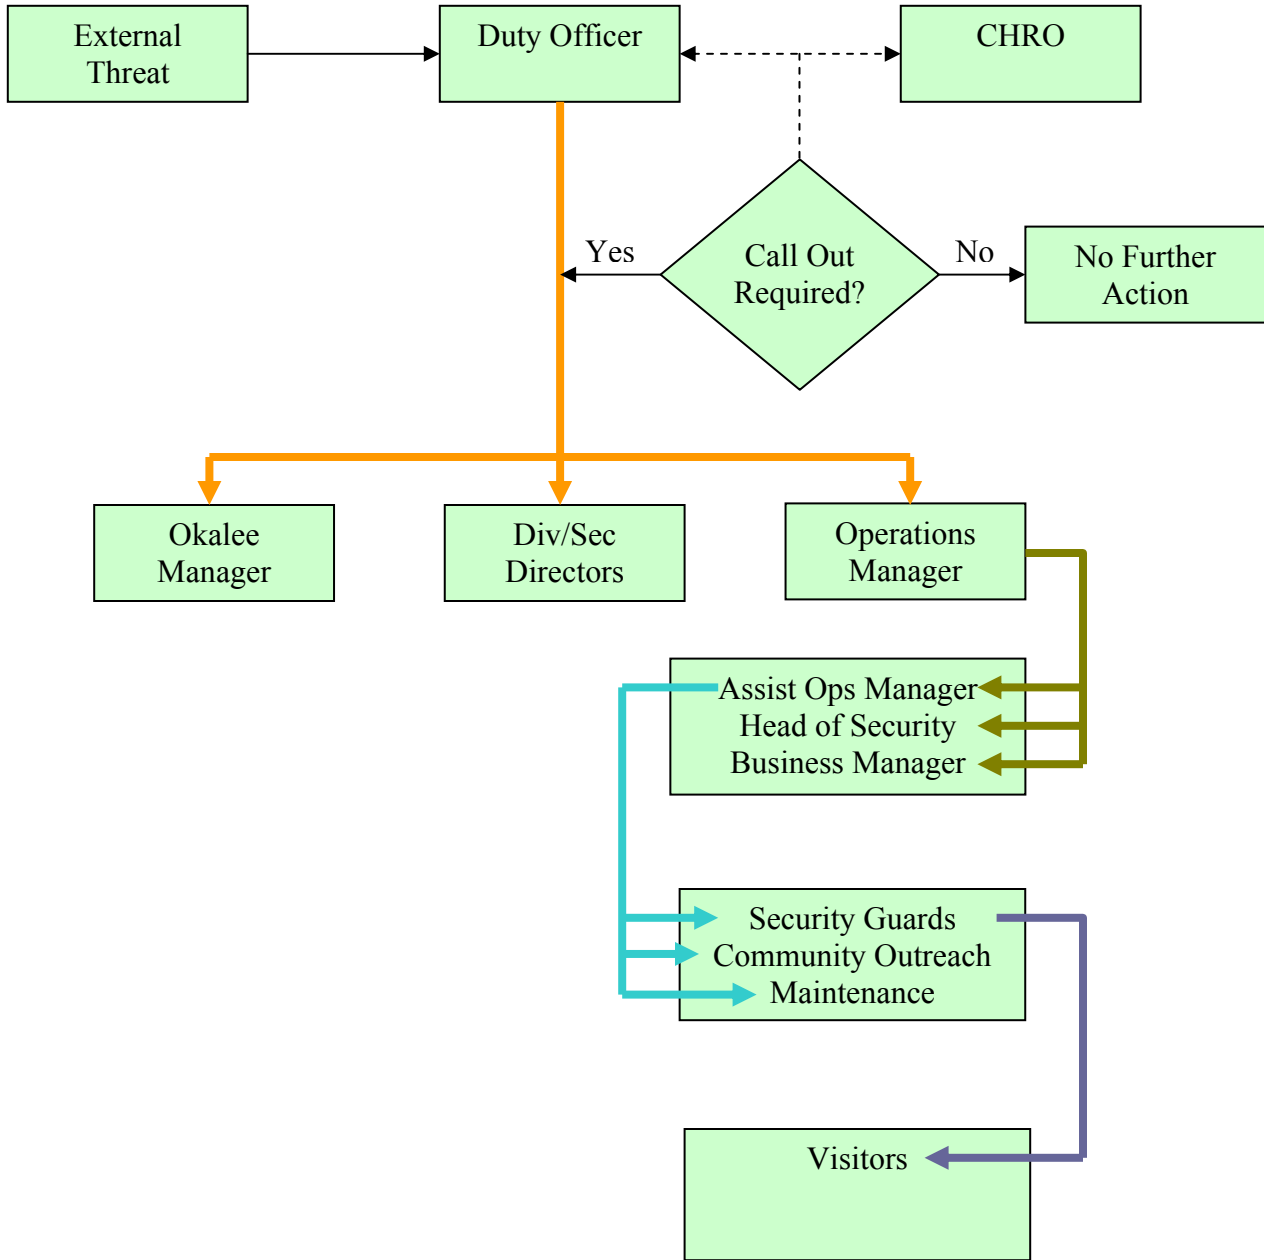 External
Threat
Duty Officer
CHRO
Yes
Call Out
Required?
No
No Further
Action
Okalee
Manager
Div/Sec
Directors
Operations
Manager
Assist Ops Manager
Head of Security
Business Manager
Security Guards
Community Outreach
Maintenance
Visitors